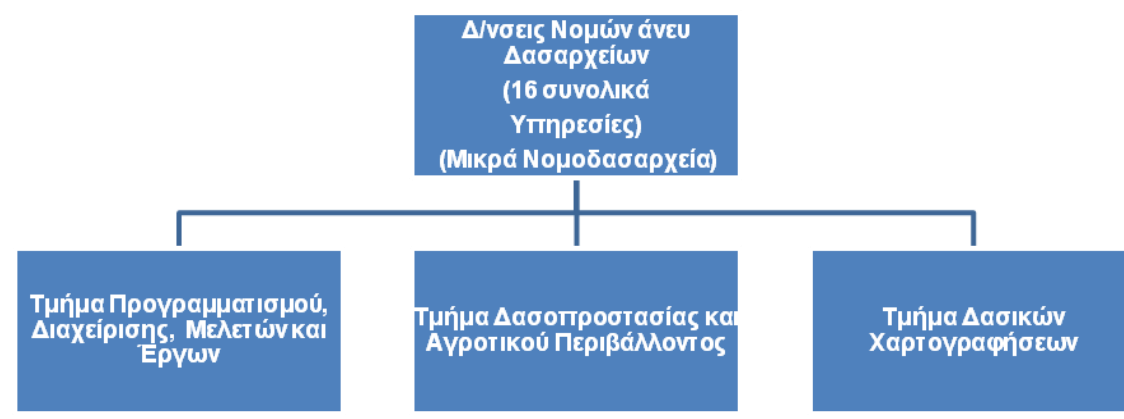 Δ/νσεις Νομών άνευ
Δασαρχείων
(16 συνολικά
Υπηρεσίες)
(Μικρά Νομοδασαρχεία)
Τμήμα Προγραμματισμού,
Διαχείρισης, Μελετών και
Έργων
Τμήμα Δασοπροστασίας και
Αγροτικού Περιβάλλοντος
Τμήμα Δασικών
Χαρτογραφήσεων